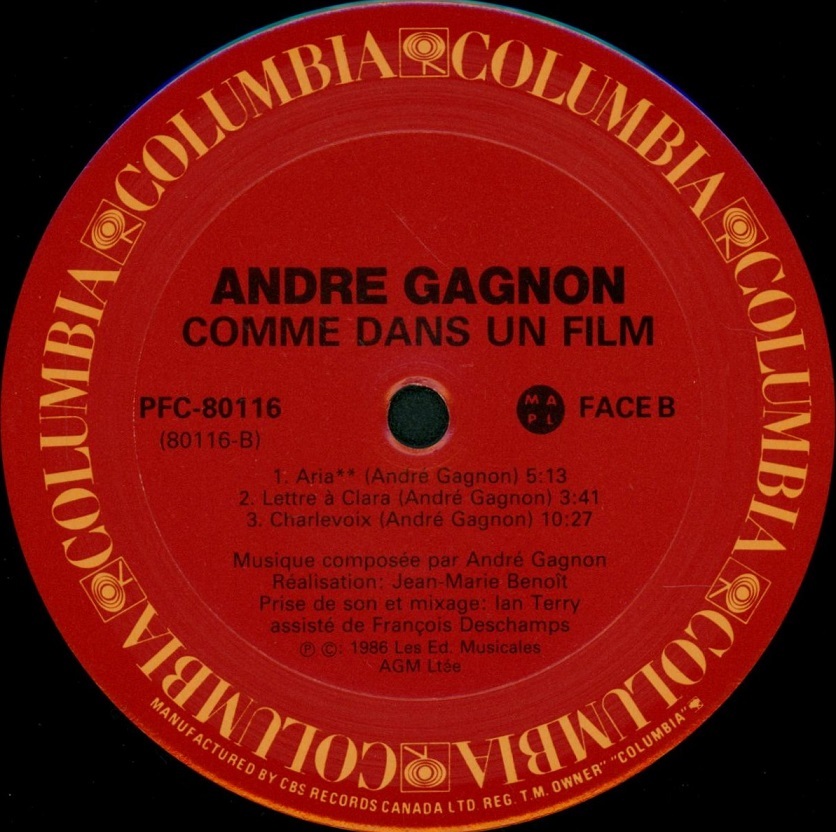 COLUMBIA COLUMBIA COLUMBIA COLUMBIA COLUMBIA COLUMBIA COLUMBIA COLUMBIA
ANDRE GAGNON
COMME DANS UN FILM
PFC-80116
(80116-B)
MAPL
FACE B
1. Aria** (André Gagnon) 5:13
2. Lettre à Clara (André Gagnon) 3:41
3. Charlevoix (André Gagnon) 10:27
Musique composée par André Gagnon
Réalisation: Jean-Marie Benoît
Prise de son et mixage: Ian Terry
assisté de François Deschamps
Ⓟ ©: 1986 Les Ed. Musicales
AGM Ltée
MANUFACTURED BY CBS RECORDS CANADA LTD. REG. T.M. OWNER" "COLUMBIA"